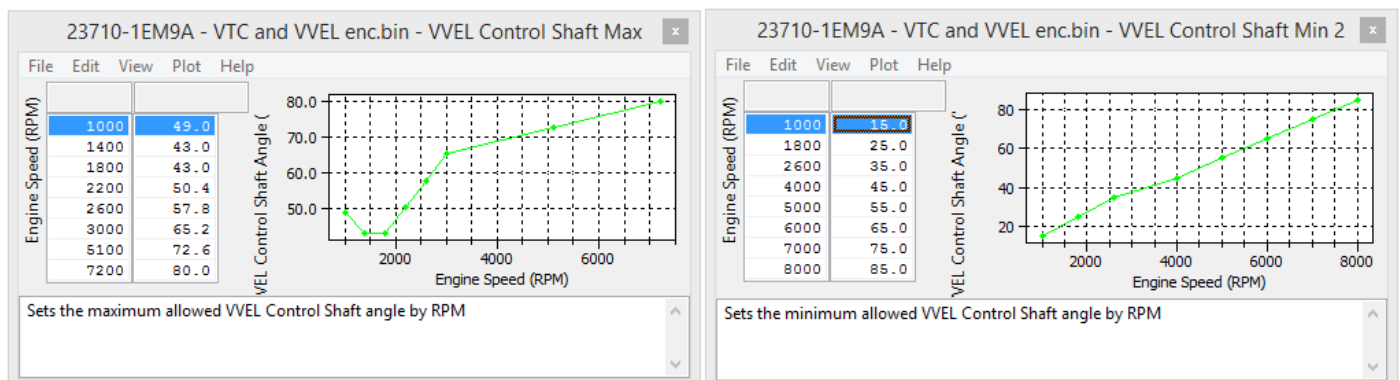 23710-1EM9A - VTC and VVEL enc.bin - VVEL Control Shaft Max x
File Edit View Plot Help
Engine Speed (RPM)
1000 49.0
1400 43.0
1800 43.0
2200 50.4
2600 57.8
3000 65.2
5100 72.6
7200 80.0
VEL Control Shaft Angle (
80.0
70.0
60.0
50.0
2000 4000 6000
Engine Speed (RPM)
Sets the maximum allowed VVEL Control Shaft angle by RPM
23710-1EM9A - VTC and VVEL enc.bin - VVEL Control Shaft Min 2 x
File Edit View Plot Help
Engine Speed (RPM)
1000 15.0
1800 25.0
2600 35.0
4000 45.0
5000 55.0
6000 65.0
7000 75.0
8000 85.0
VEL Control Shaft Angle (
80
60
40
20
2000 4000 6000 8000
Engine Speed (RPM)
Sets the minimum allowed VVEL Control Shaft angle by RPM